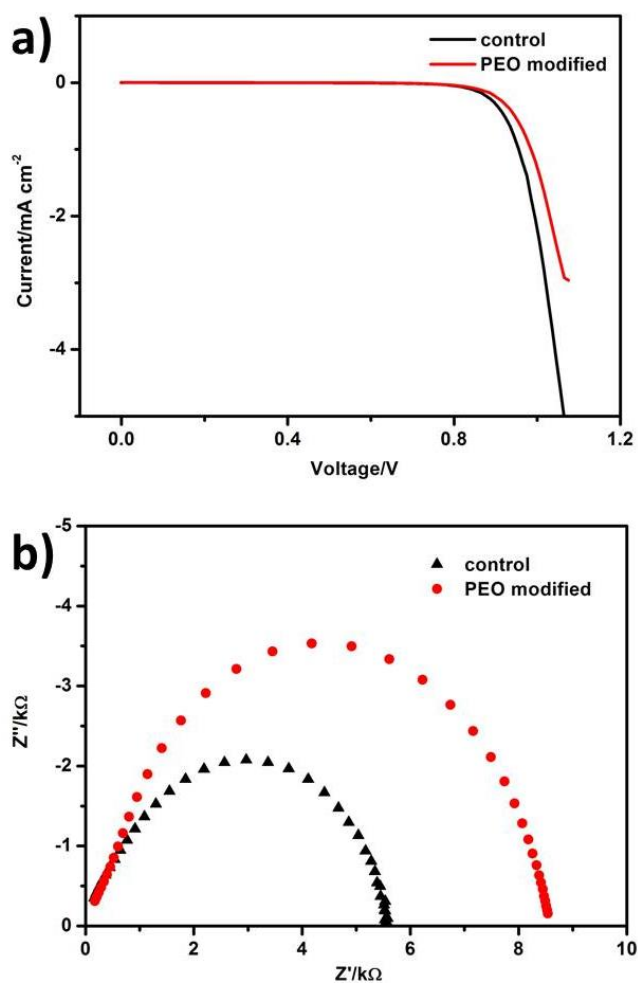 a)
control
PEO modified
0
-2
-4
Current/mA cm-2
0.0 0.4 0.8 1.2
Voltage/V
b)
control
PEO modified
-5
-4
-3
-2
-1
0
Z''/kΩ
0 2 4 6 8 10
Z'/kΩ